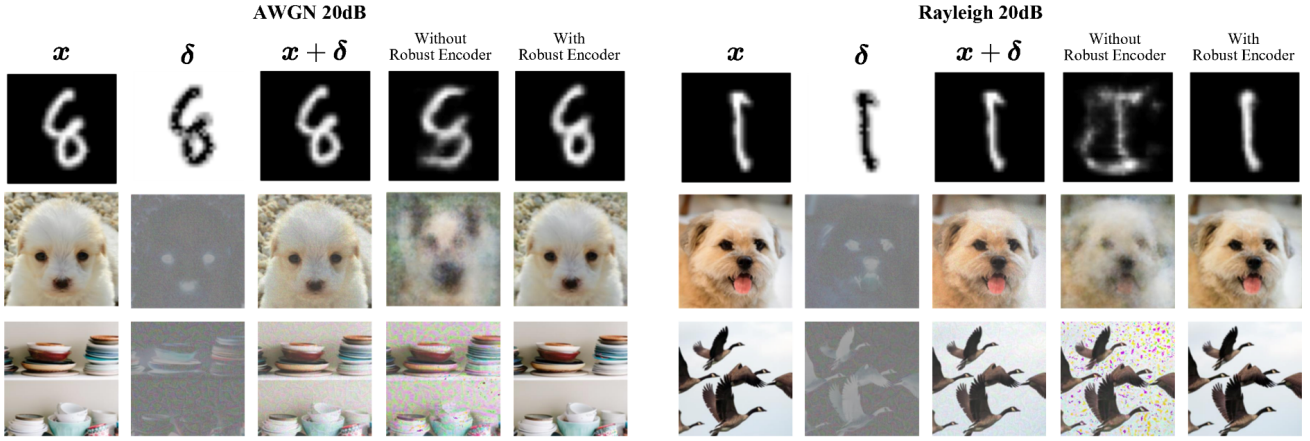 AWGN 20dB
x
δ
x + δ
Without
Robust Encoder
With
Robust Encoder
Rayleigh 20dB
x
δ
x + δ
Without
Robust Encoder
With
Robust Encoder